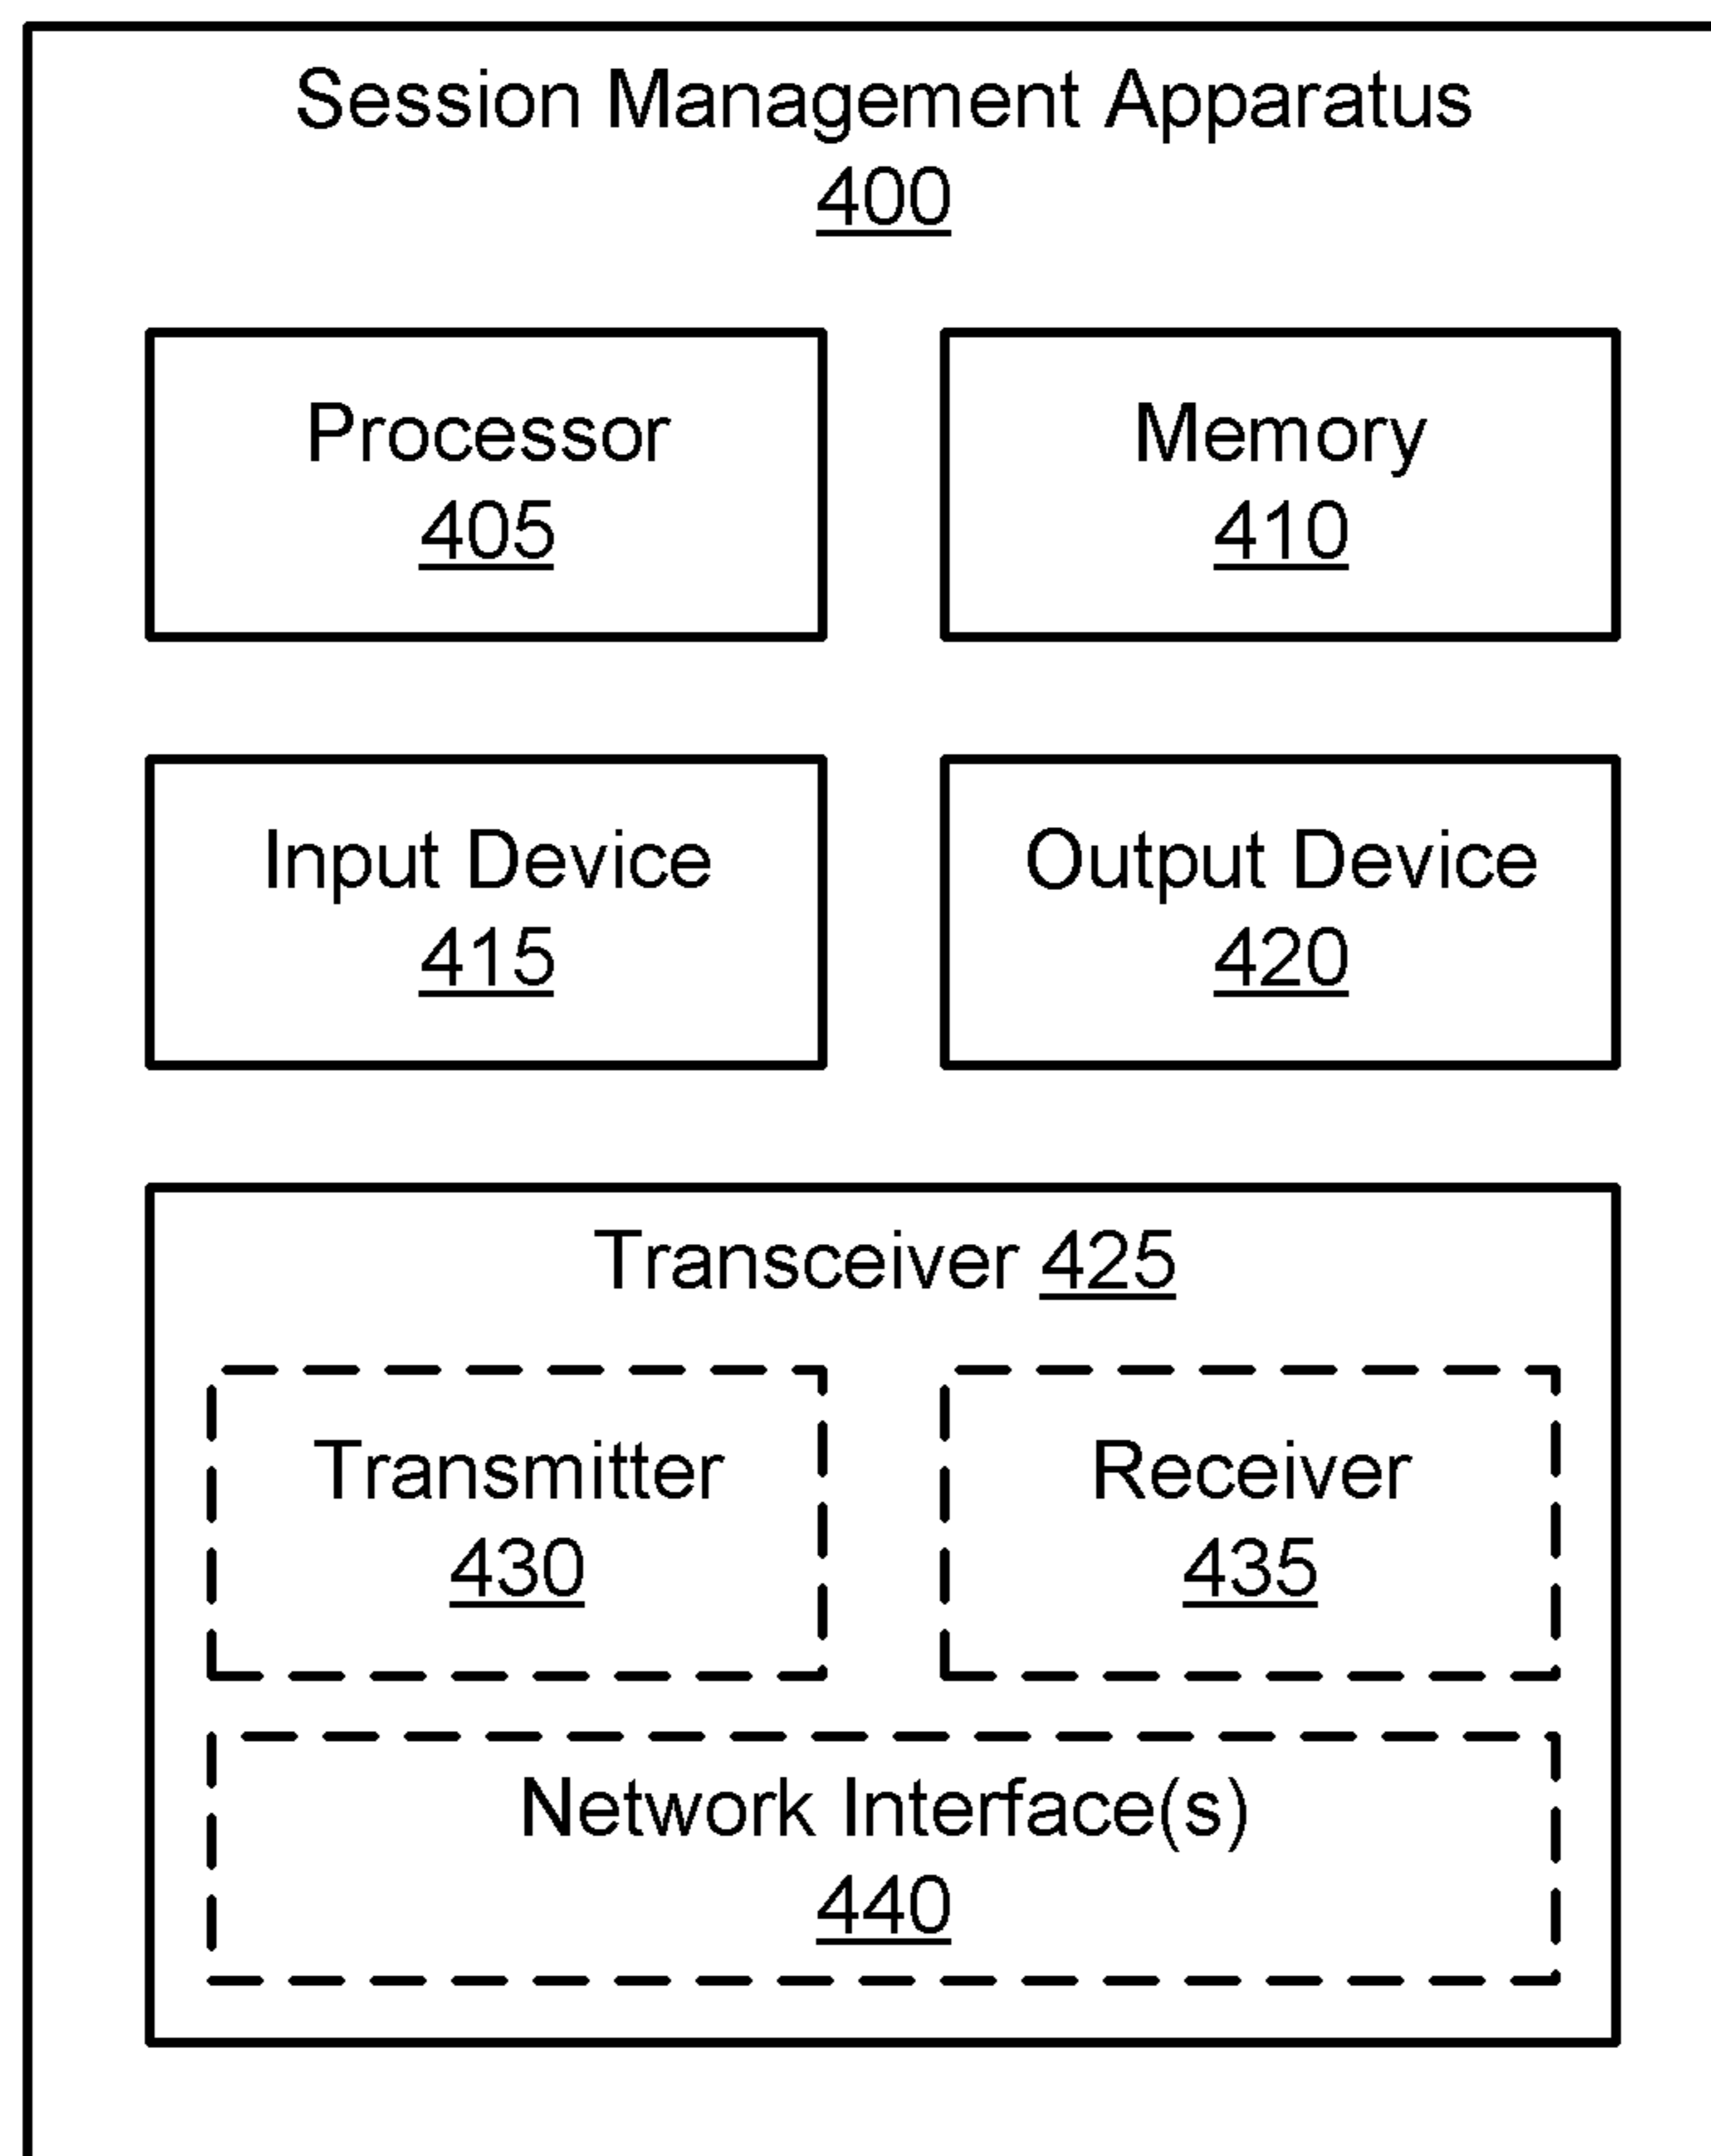 Session Management Apparatus
400
Processor
405
Memory
410
Input Device
415
Output Device
420
Transceiver 425
Transmitter
430
Receiver
435
Network Interface(s)
440